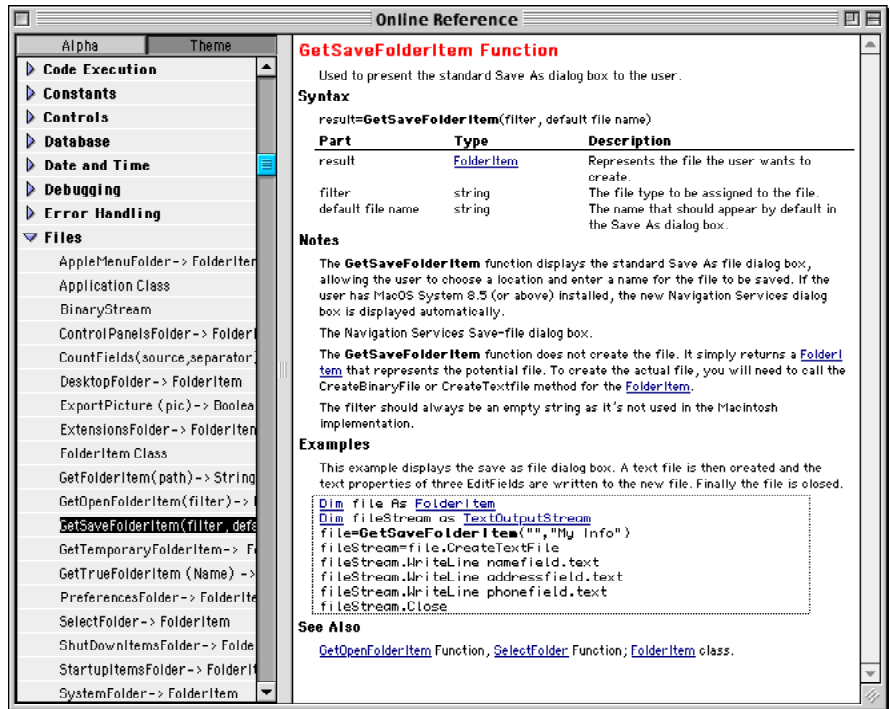 Online Reference
Alpha Theme
Code Execution
Constants
Controls
Database
Date and Time
Debugging
Error Handling
Files
AppleMenuFolder-> FolderIte
Application Class
BinaryStream
ControlPanelsFolder-> Folder
CountFields(source,separator
DesktopFolder-> FolderItem
ExportPicture (pic)-> Boolea
ExtensionsFolder-> FolderIte
FolderItem Class
GetFolderItem(path)-> String
GetOpenFolderItem(filter)->
GetSaveFolderItem(filter, defa
GetTemporaryFolderItem-> F
GetTrueFolderItem (Name) ->
PreferencesFolder-> FolderIte
SelectFolder-> FolderItem
ShutDownItemsFolder-> Folde
StartupItemsFolder-> FolderI
SystemFolder-> FolderItem
GetSaveFolderItem Function
Used to present the standard Save As dialog box to the user.
Syntax
result=GetSaveFolderItem(filter, default file name)
Part Type Description
result FolderItem Represents the file the user wants to
create.
filter string The file type to be assigned to the file.
default file name string The name that should appear by default in
the Save As dialog box.
Notes
The GetSaveFolderItem function displays the standard Save As file dialog box,
allowing the user to choose a location and enter a name for the file to be saved. If the
user has MacOS System 8.5 (or above) installed, the new Navigation Services dialog
box is displayed automatically.
The Navigation Services Save-file dialog box.
The GetSaveFolderItem function does not create the file. It simply returns a FolderI
tem that represents the potential file. To create the actual file, you will need to call the
CreateBinaryFile or CreateTextfile method for the FolderItem.
The filter should always be an empty string as it's not used in the Macintosh
implementation.
Examples
This example displays the save as file dialog box. A text file is then created and the
text properties of three EditFields are written to the new file. Finally the file is closed.
Dim file As FolderItem
Dim fileStream as TextOutputStream
file=GetSaveFolderItem("","My Info")
fileStream=file.CreateTextFile
fileStream.WriteLine namefield.text
fileStream.WriteLine addressfield.text
fileStream.WriteLine phonefield.text
fileStream.Close
See Also
GetOpenFolderItem Function, SelectFolder Function; FolderItem class.